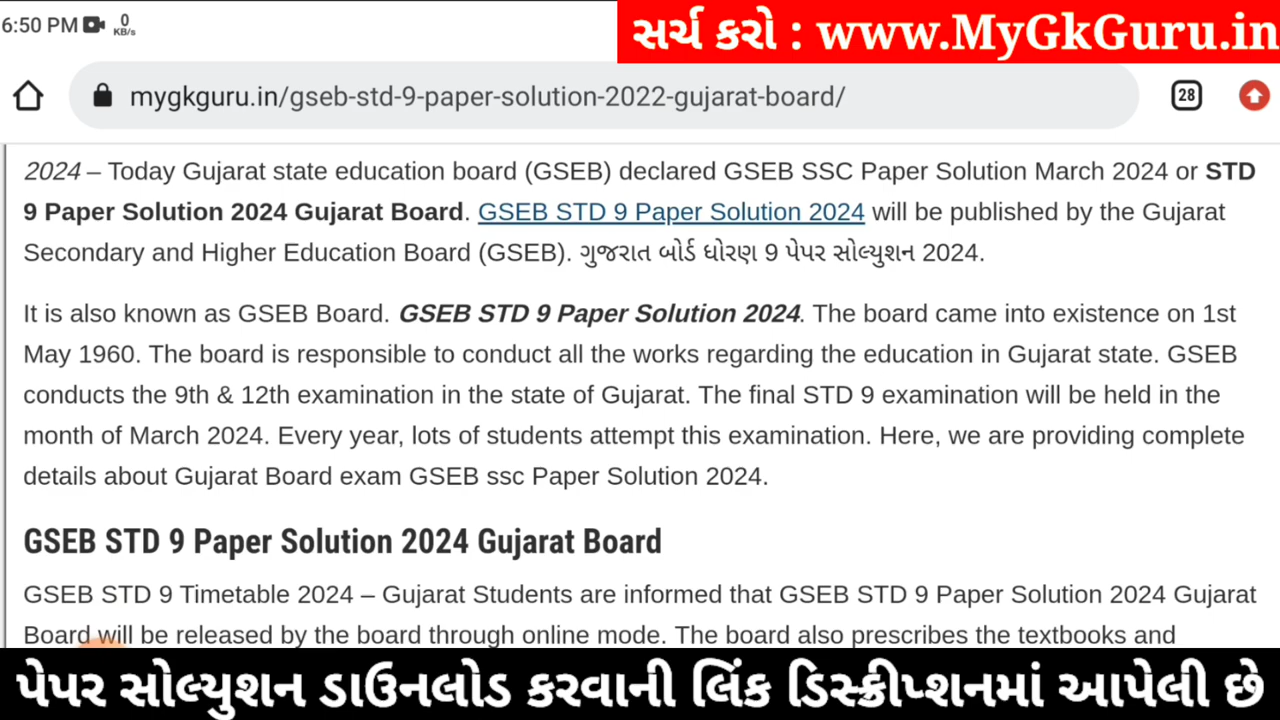 6:50 PM 0 KB/s
સર્ચ કરો : www.MyGkGuru.in
mygkguru.in/gseb-std-9-paper-solution-2022-gujarat-board/
28
2024 – Today Gujarat state education board (GSEB) declared GSEB SSC Paper Solution March 2024 or STD
9 Paper Solution 2024 Gujarat Board. GSEB STD 9 Paper Solution 2024 will be published by the Gujarat
Secondary and Higher Education Board (GSEB). ગુજરાત બોર્ડ ધોરણ 9 પેપર સોલ્યુશન 2024.
It is also known as GSEB Board. GSEB STD 9 Paper Solution 2024. The board came into existence on 1st
May 1960. The board is responsible to conduct all the works regarding the education in Gujarat state. GSEB
conducts the 9th & 12th examination in the state of Gujarat. The final STD 9 examination will be held in the
month of March 2024. Every year, lots of students attempt this examination. Here, we are providing complete
details about Gujarat Board exam GSEB ssc Paper Solution 2024.
GSEB STD 9 Paper Solution 2024 Gujarat Board
GSEB STD 9 Timetable 2024 – Gujarat Students are informed that GSEB STD 9 Paper Solution 2024 Gujarat
Board will be released by the board through online mode. The board also prescribes the textbooks and
પેપર સોલ્યુશન ડાઉનલોડ કરવાની લિંક ડિસ્ક્રીપ્શનમાં આપેલી છે